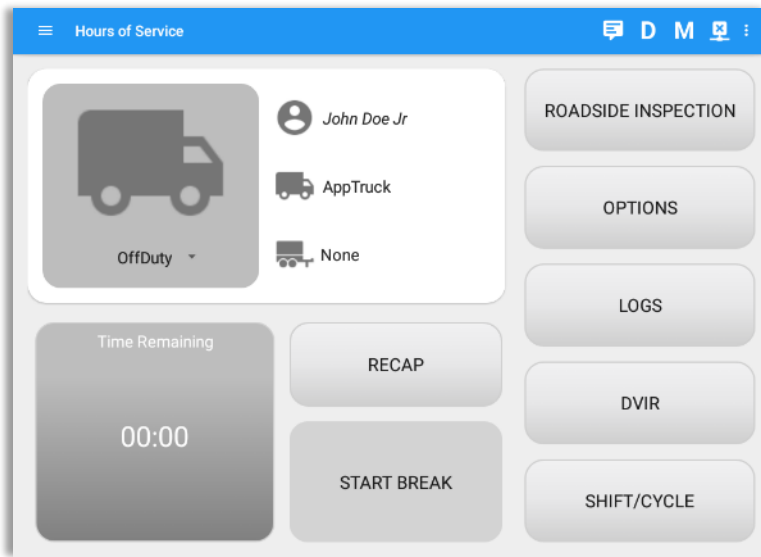 Hours of Service
D M
John Doe Jr
AppTruck
None
OffDuty
ROADSIDE INSPECTION
OPTIONS
LOGS
DVIR
SHIFT/CYCLE
Time Remaining
00:00
RECAP
START BREAK